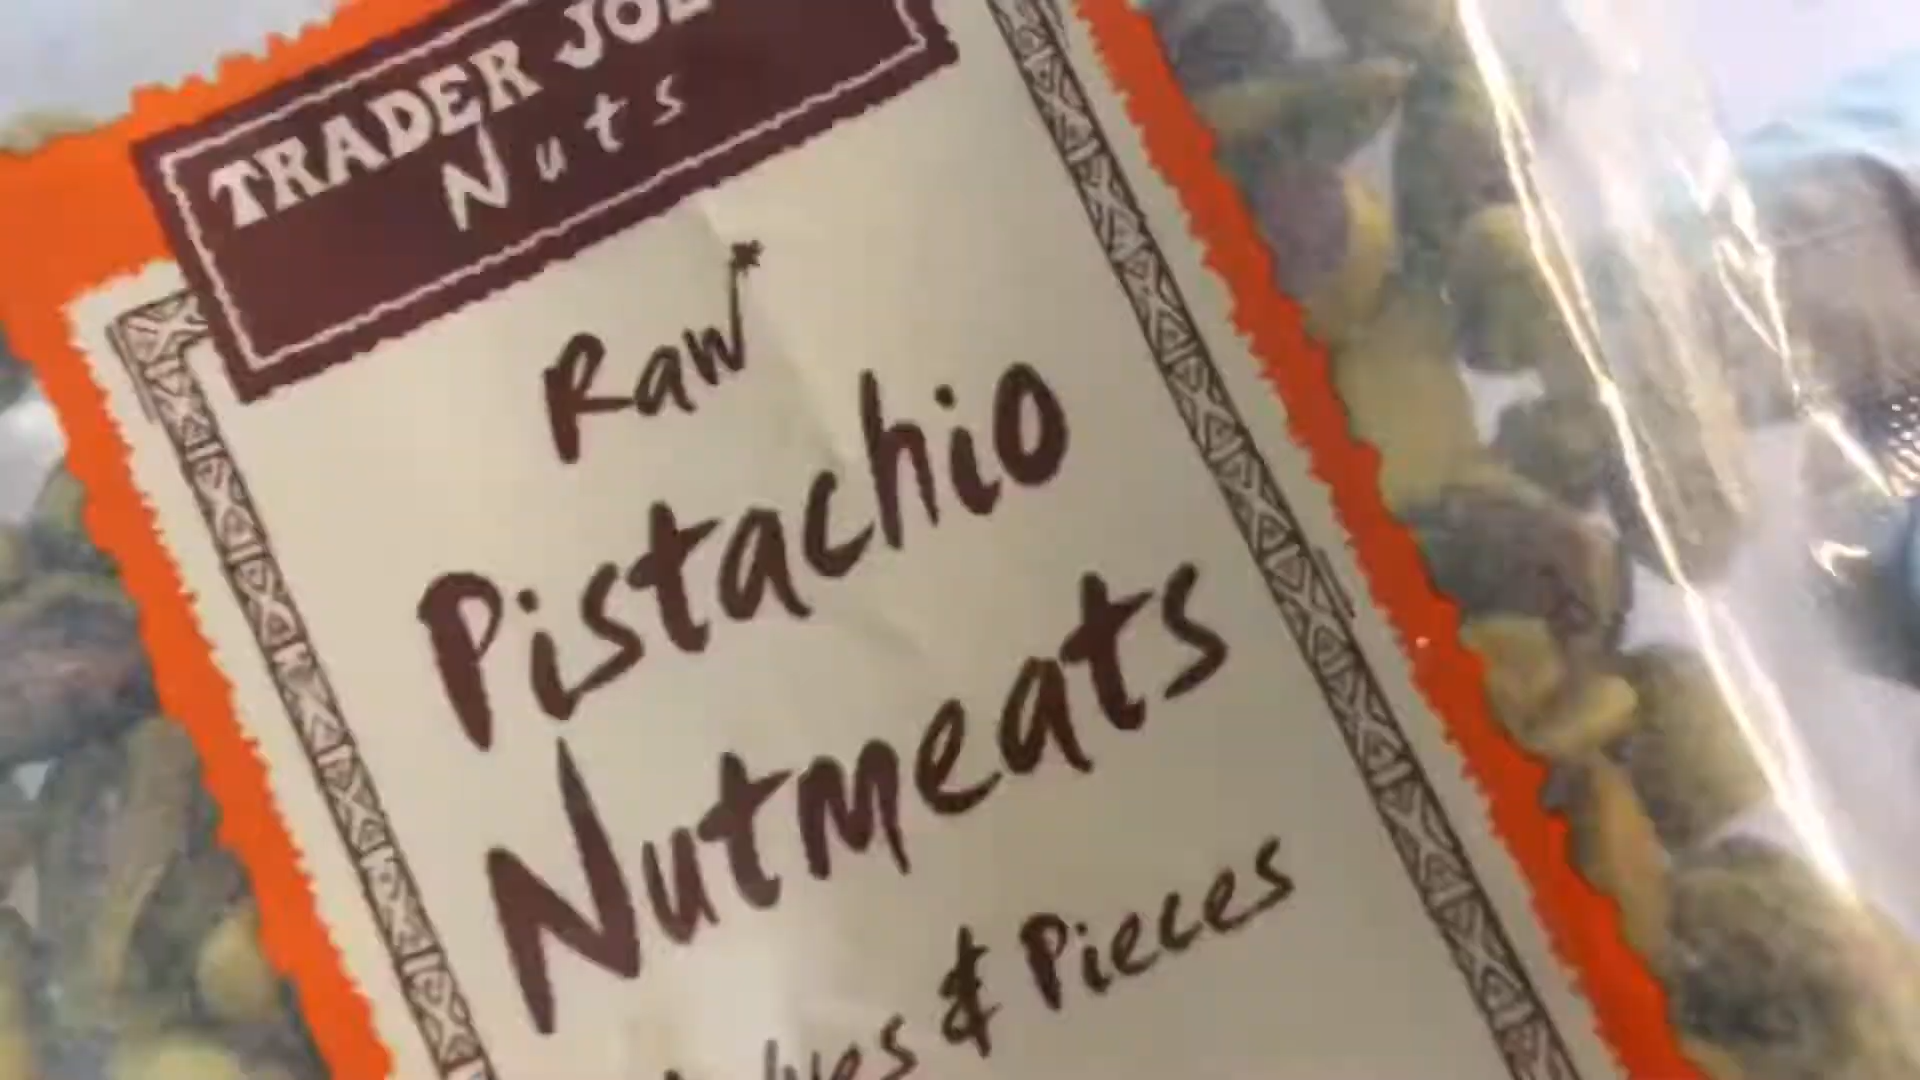 TRADER JOE
Nuts
Raw*
Pistachio
Nutmeats
& Pieces